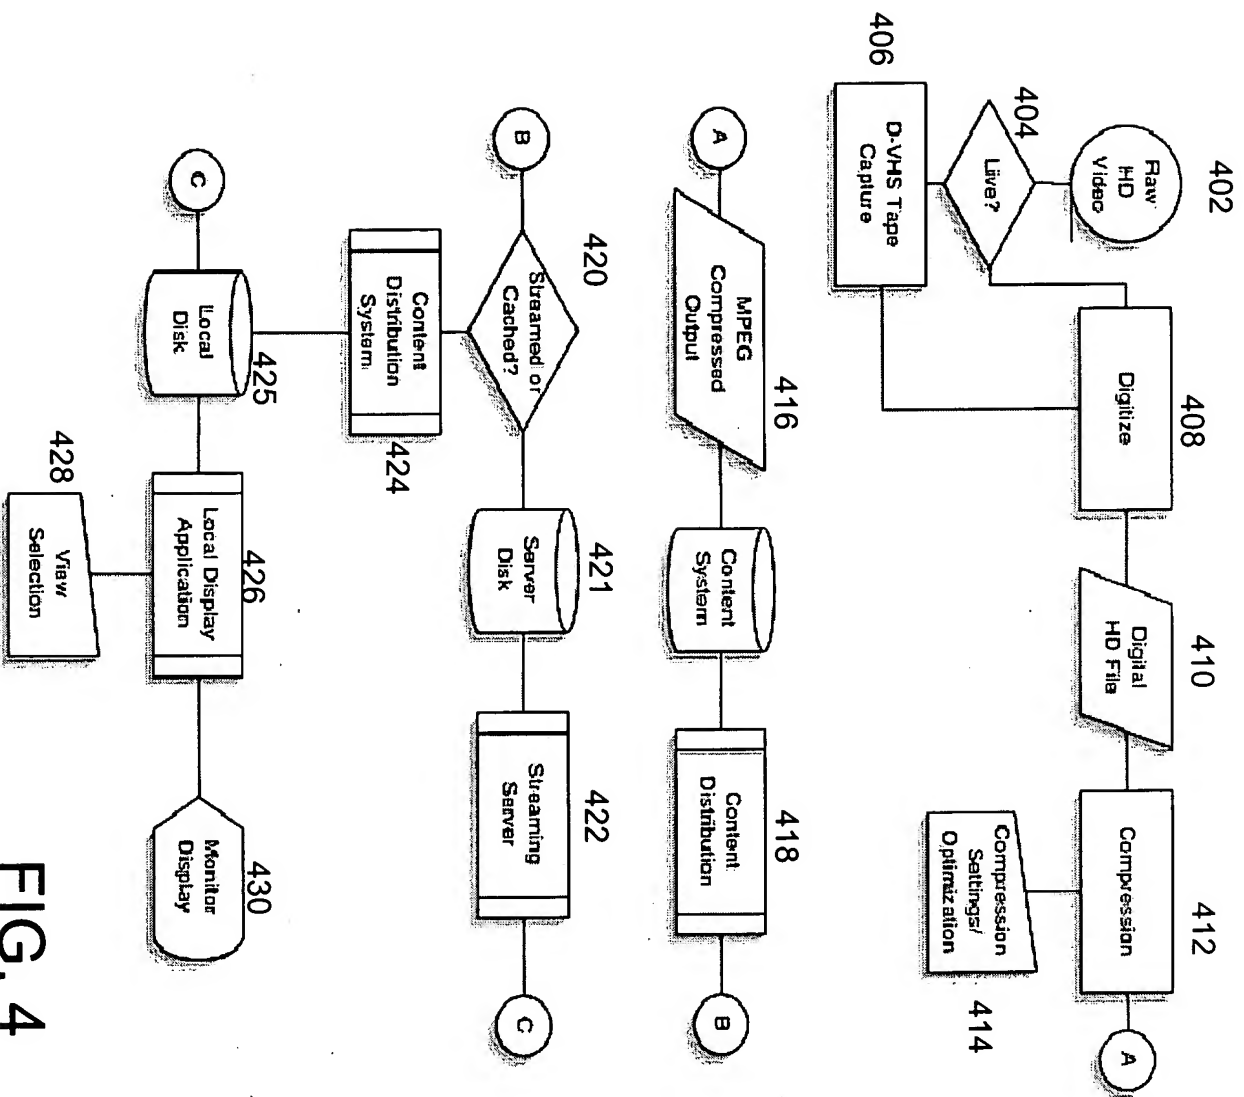 402
Raw
HD
Video
404
Live?
406
D-VHS Tape
Capture
408
Digitize
410
Digital
HD File
412
Compression
414
Compression
Settings/
Optimization
A
A
416
MPEG
Compressed
Output
Content
System
418
Content
Distribution
B
B
420
Streamed or
Cached?
421
Server
Disk
422
Streaming
Server
C
424
Content
Distribution
System
C
425
Local
Disk
426
Local Display
Application
428
View
Selection
430
Monitor
Display
FIG. 4